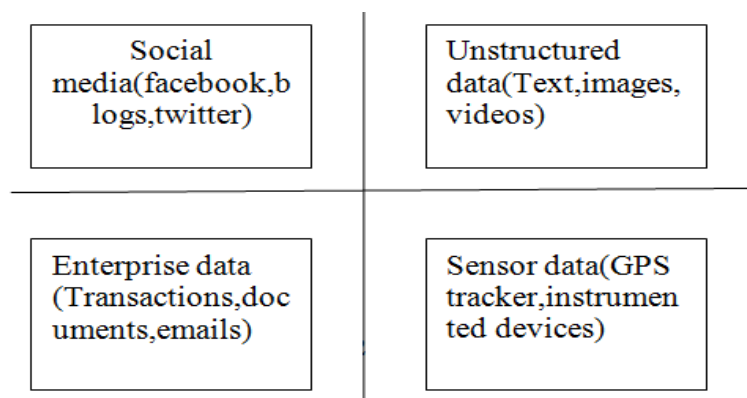 Social
media(facebook,b
logs,twitter)
Unstructured
data(Text,images,
videos)
Enterprise data
(Transactions,doc
uments,emails)
Sensor data(GPS
tracker,instrumen
ted devices)